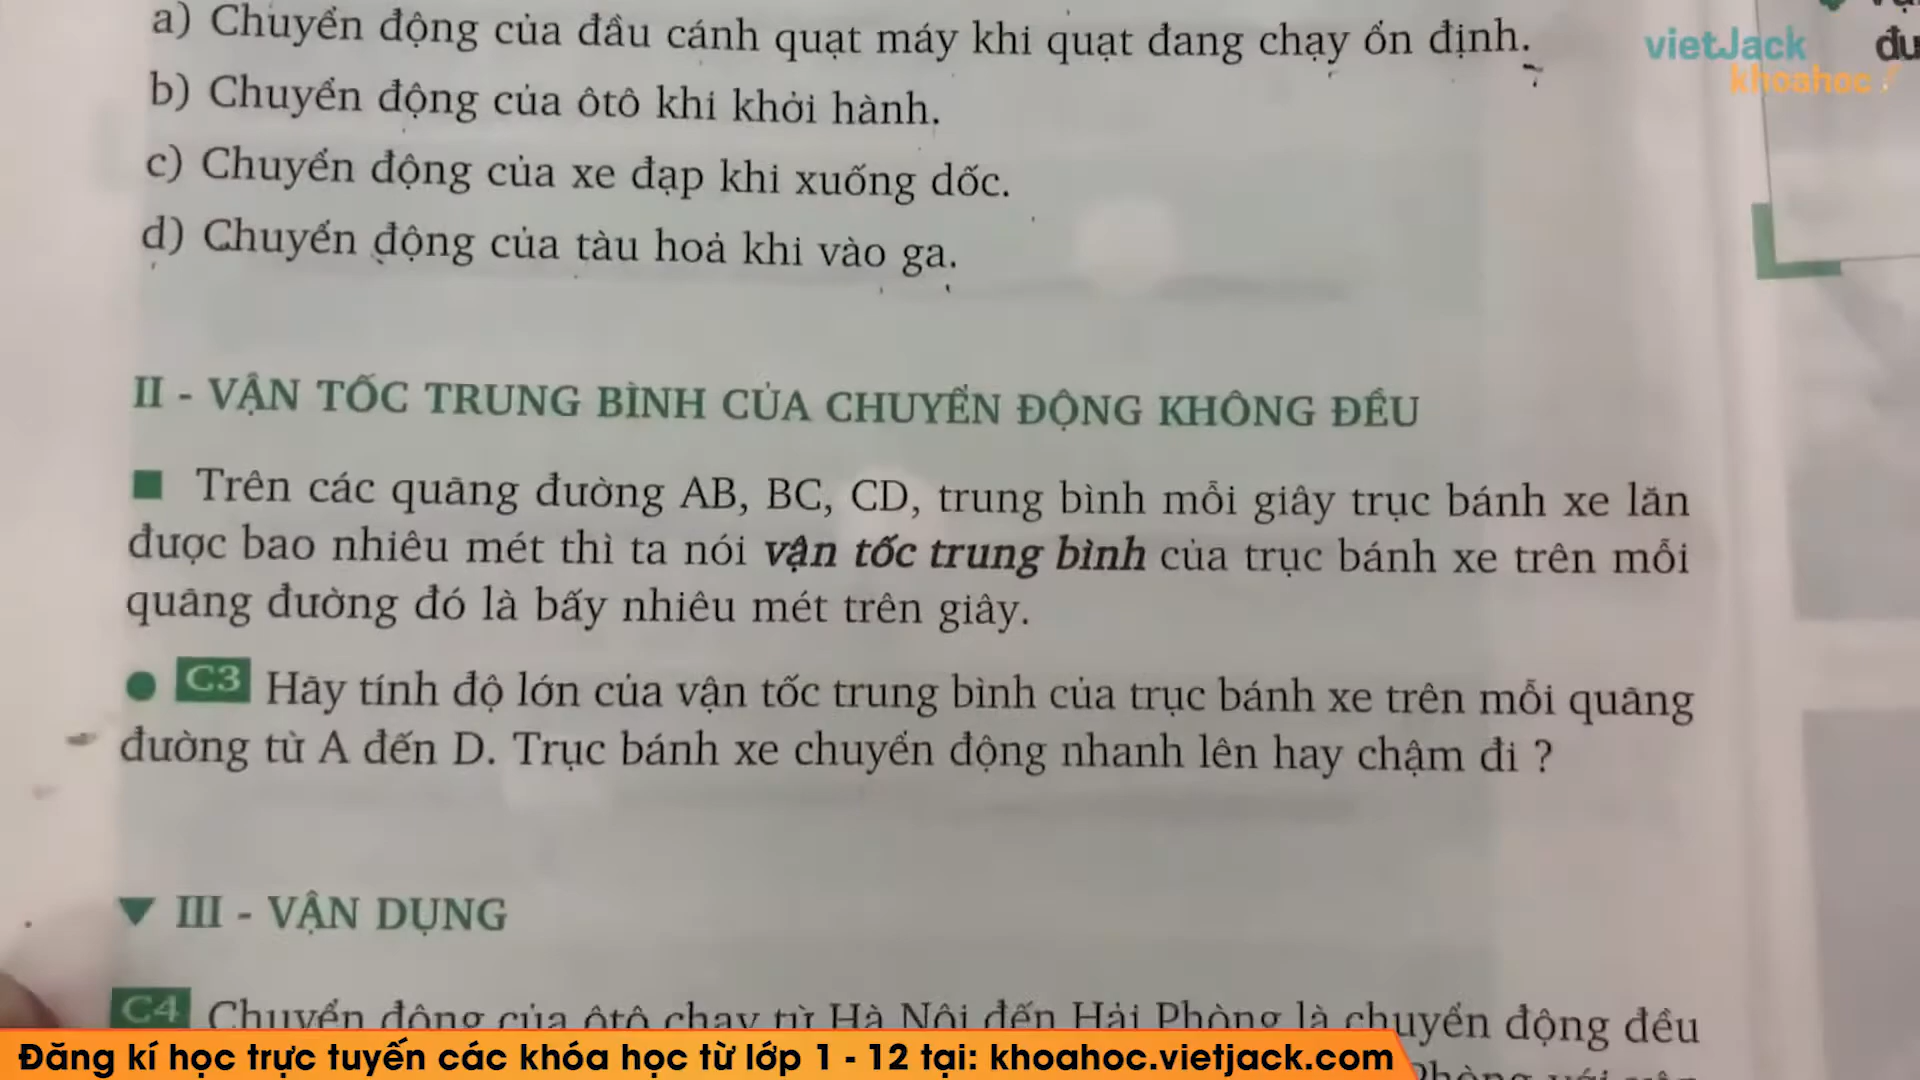 a) Chuyển động của đầu cánh quạt máy khi quạt đang chạy ổn định.
vietJack
khoahoc
đu
b) Chuyển động của ôtô khi khởi hành.
c) Chuyển động của xe đạp khi xuống dốc.
d) Chuyển động của tàu hoả khi vào ga.
II - VẬN TỐC TRUNG BÌNH CỦA CHUYỂN ĐỘNG KHÔNG ĐỀU
Trên các quãng đường AB, BC, CD, trung bình mỗi giây trục bánh xe lăn
được bao nhiêu mét thì ta nói vận tốc trung bình của trục bánh xe trên mỗi
quãng đường đó là bấy nhiêu mét trên giây.
C3 Hãy tính độ lớn của vận tốc trung bình của trục bánh xe trên mỗi quãng
đường từ A đến D. Trục bánh xe chuyển động nhanh lên hay chậm đi ?
III - VẬN DỤNG
C4 Chuyển động của ôtô chạy từ Hà Nội đến Hải Phòng là chuyển động đều
Đăng kí học trực tuyến các khóa học từ lớp 1 - 12 tại: khoahoc.vietjack.com